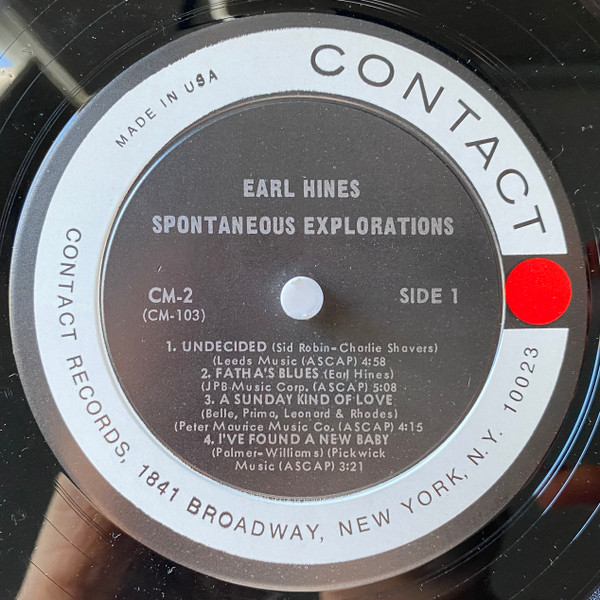 CONTACT
MADE IN USA
EARL HINES
SPONTANEOUS EXPLORATIONS
CM-2
(CM-103)
SIDE 1
1. UNDECIDED (Sid Robin-Charlie Shavers)
(Leeds Music (ASCAP) 4:58
2. FATHA'S BLUES (Earl Hines)
(JPB Music Corp. (ASCAP) 5:08
3. A SUNDAY KIND OF LOVE
(Belle, Prima, Leonard & Rhodes)
(Peter Maurice Music Co. (ASCAP) 4:15
4. I'VE FOUND A NEW BABY
(Palmer-Williams) (Pickwick
Music (ASCAP) 3:21
CONTACT RECORDS, 1841 BROADWAY, NEW YORK, N.Y. 10023